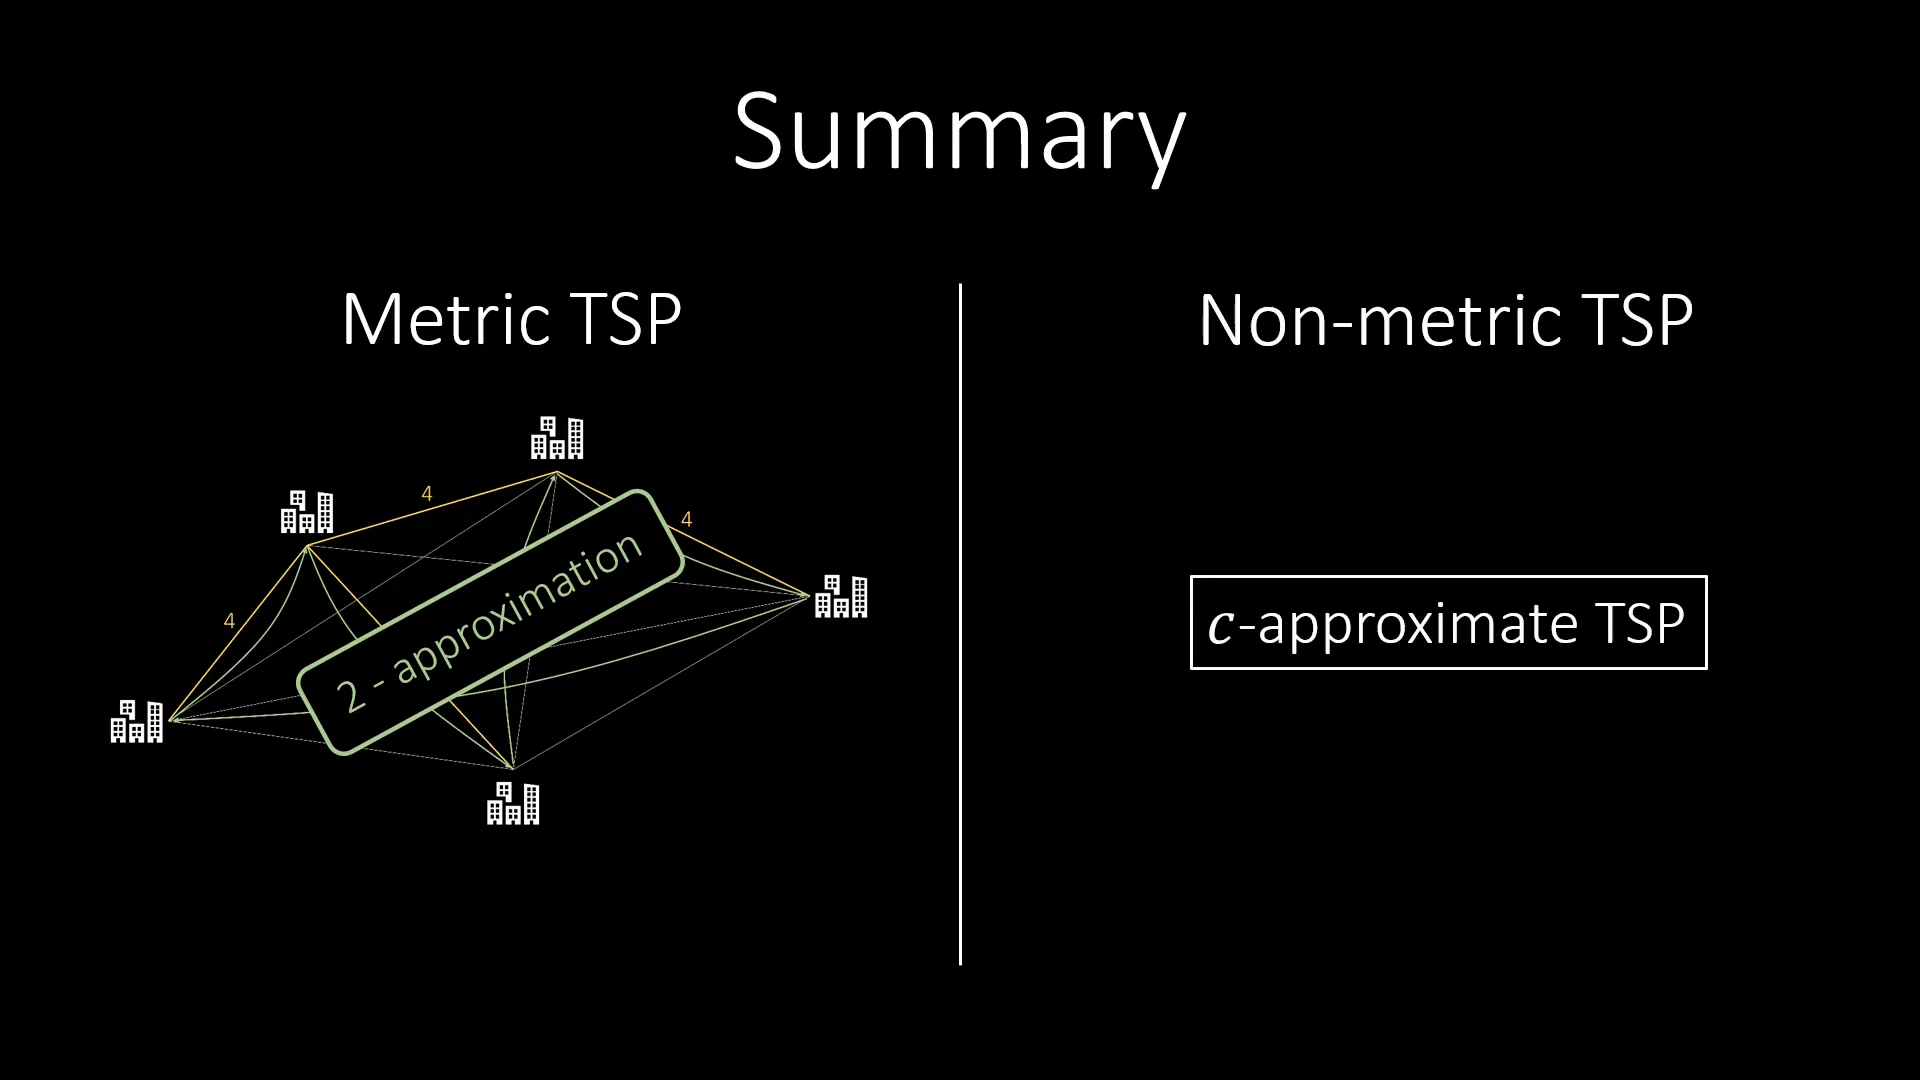 Summary
Metric TSP
Non-metric TSP
4
4
4
2 - approximation
c-approximate TSP